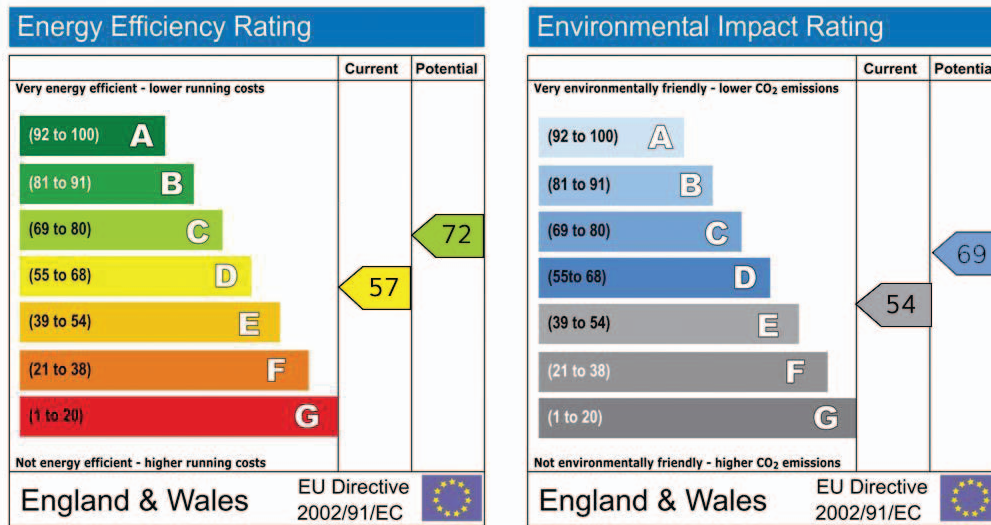 Energy Efficiency Rating
Current Potential
Very energy efficient - lower running costs
(92 to 100) A
(81 to 91) B
(69 to 80) C
72
(55 to 68) D
57
(39 to 54) E
(21 to 38) F
(1 to 20) G
Not energy efficient - higher running costs
England & Wales
EU Directive
2002/91/EC
Environmental Impact Rating
Current Potentia
Very environmentally friendly - lower CO₂ emissions
(92 to 100) A
(81 to 91) B
(69 to 80) C
69
(55to 68) D
54
(39 to 54) E
(21 to 38) F
(1 to 20) G
Not environmentally friendly - higher CO₂ emissions
England & Wales
EU Directive
2002/91/EC